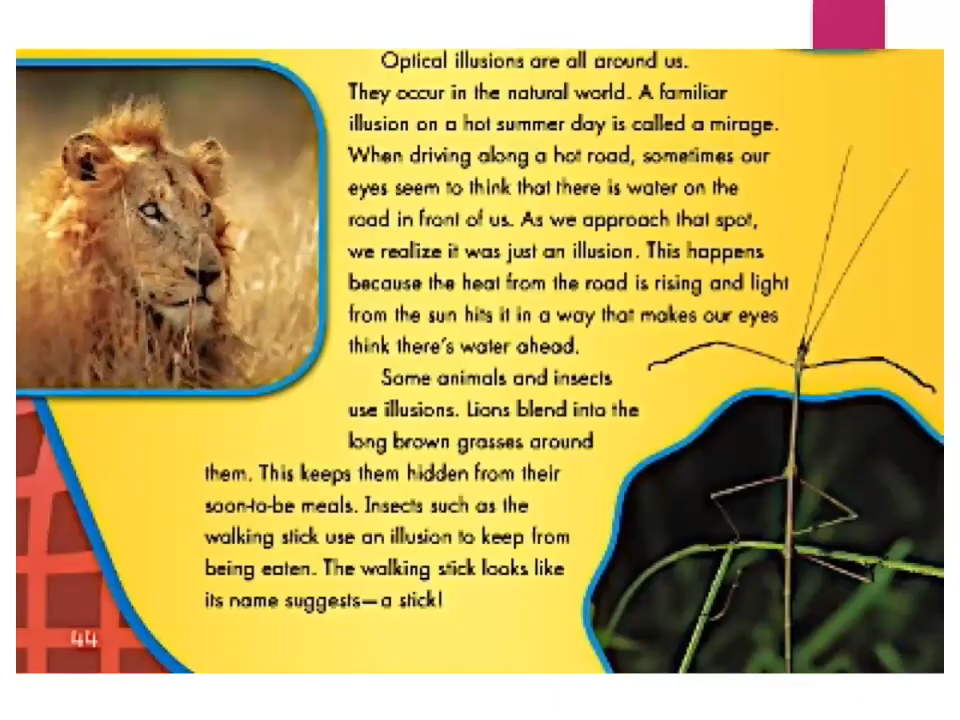 Optical illusions are all around us.
They occur in the natural world. A familiar
illusion on a hot summer day is called a mirage.
When driving along a hot road, sometimes our
eyes seem to think that there is water on the
road in front of us. As we approach that spot,
we realize it was just an illusion. This happens
because the heat from the road is rising and light
from the sun hits it in a way that makes our eyes
think there's water ahead.
Some animals and insects
use illusions. Lions blend into the
long brown grasses around
them. This keeps them hidden from their
soon-to-be meals. Insects such as the
walking stick use an illusion to keep from
being eaten. The walking stick looks like
its name suggests—a stick!
44